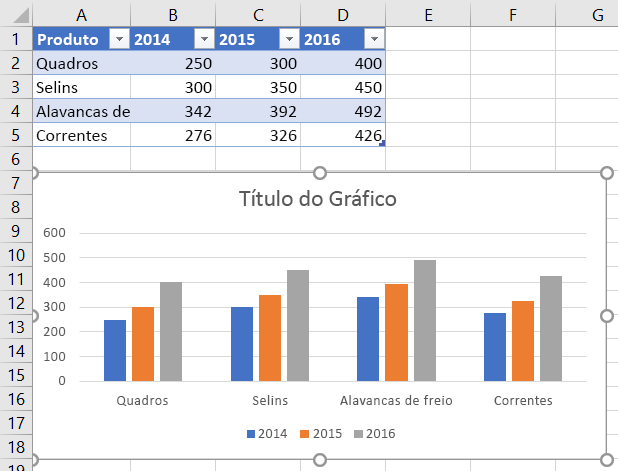 A B C D E F G
1 Produto 2014 2015 2016
2 Quadros 250 300 400
3 Selins 300 350 450
4 Alavancas de 342 392 492
5 Correntes 276 326 426
6
7
Título do Gráfico
8
9 600
10 500
11 400
12 300
13 200
14 100
15 0
16 Quadros Selins Alavancas de freio Correntes
17
2014 2015 2016
18
19